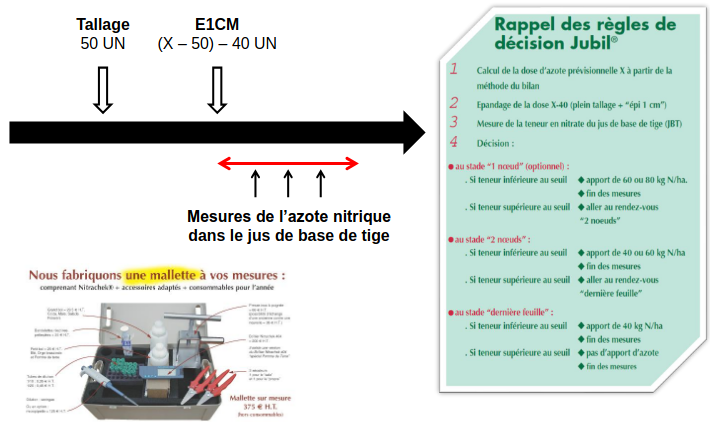 Tallage
50 UN
E1CM
(X – 50) – 40 UN
Mesures de l'azote nitrique
dans le jus de base de tige
Nous fabriquons une mallette à vos mesures :
comprenant Nitrachek® + accessoires adaptés + consommables pour l'année
Mallette sur mesure
375 € H.T.
(hors consommables)
Rappel des règles de
décision Jubil®
1 Calcul de la dose d'azote prévisionnelle X à partir de la
méthode du bilan
2 Epandage de la dose X-40 (plein tallage + "épi 1 cm")
3 Mesure de la teneur en nitrate du jus de base de tige (JBT)
4 Décision :
au stade "1 nœud" (optionnel) :
. Si teneur inférieure au seuil ◆ apport de 60 ou 80 kg N/ha.
◆ fin des mesures
. Si teneur supérieure au seuil ◆ aller au rendez-vous
"2 noeuds"
au stade "2 nœuds" :
. Si teneur inférieure au seuil ◆ apport de 40 ou 60 kg N/ha
◆ fin des mesures
. Si teneur supérieure au seuil ◆ aller au rendez-vous
"dernière feuille"
au stade "dernière feuille" :
. Si teneur inférieure au seuil ◆ apport de 40 kg N/ha
◆ fin des mesures
. Si teneur supérieure au seuil ◆ pas d'apport d'azote
◆ fin des mesures